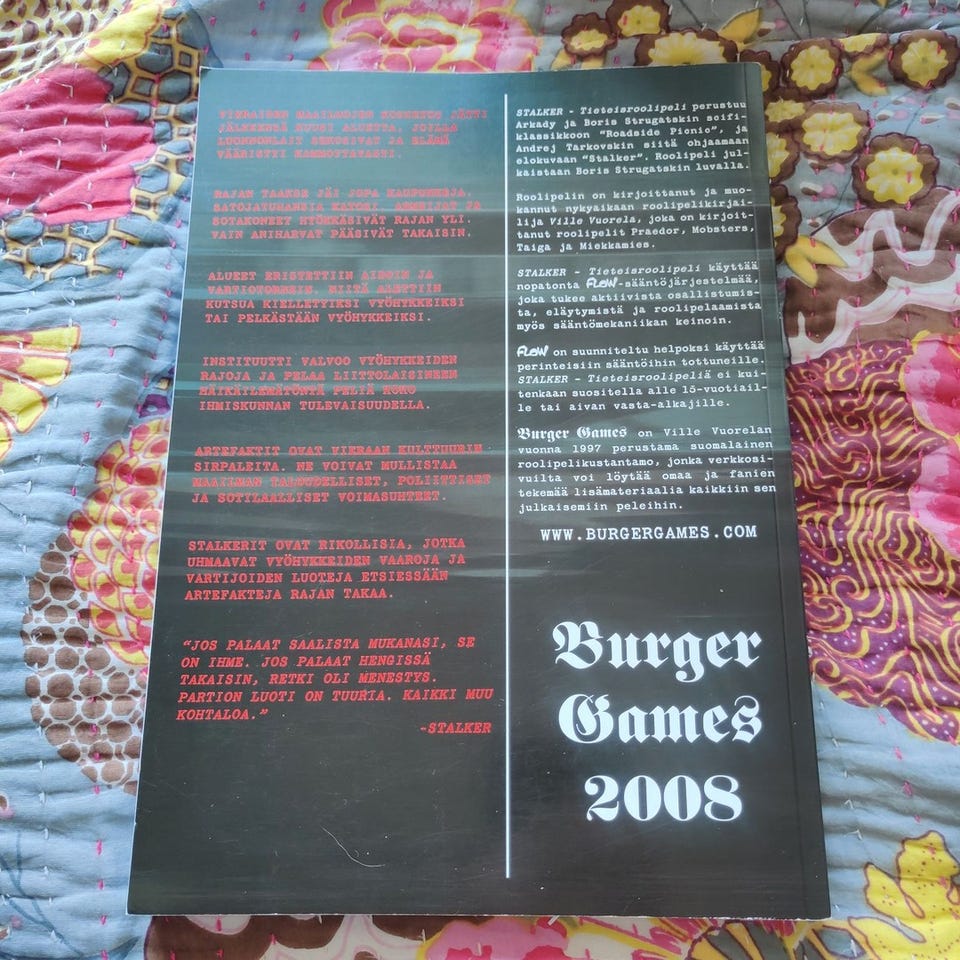 VIERAIDEN MAAILMOJEN KOSKETUS JÄTTI
JÄLKEENSÄ KUUSI ALUETTA, JOILLA
LUONNONLAIT SEKOSIVAT JA ELÄMÄ
VÄÄRISTYI KAMMOTTAVASTI.
RAJAN TAAKSE JÄI JOPA KAUPUNKEJA.
SATOJATUHANSIA KATOSI. ARMEIJAT JA
SOTAKONEET HYÖKKÄSIVÄT RAJAN YLI.
VAIN ANIHARVAT PÄÄSIVÄT TAKAISIN.
ALUEET ERISTETTIIN AIDOIN JA
VARTIOTORNEIN. NIITÄ ALETTIIN
KUTSUA KIELLETYIKSI VYÖHYKKEIKSI
TAI PELKÄSTÄÄN VYÖHYKKEIKSI.
INSTITUUTTI VALVOO VYÖHYKKEIDEN
RAJOJA JA PELAA LIITTOLAISINEEN
HÄIKÄILEMÄTÖNTÄ PELIÄ KOKO
IHMISKUNNAN TULEVAISUUDELLA.
ARTEFAKTIT OVAT VIERAAN KULTTUURIN
SIRPALEITA. NE VOIVAT MULLISTAA
MAAILMAN TALOUDELLISET, POLIITTISET
JA SOTILAALLISET VOIMASUHTEET.
STALKERIT OVAT RIKOLLISIA, JOTKA
UHMAAVAT VYÖHYKKEIDEN VAAROJA JA
VARTIJOIDEN LUOTEJA ETSIESSÄÄN
ARTEFAKTEJA RAJAN TAKAA.
"JOS PALAAT SAALISTA MUKANASI, SE
ON IHME. JOS PALAAT HENGISSÄ
TAKAISIN, RETKI OLI MENESTYS.
PARTION LUOTI ON TUURIA. KAIKKI MUU
KOHTALOA."
-STALKER
STALKER - Tieteisroolipeli perustuu
Arkady ja Boris Strugatskin scifi-
klassikkoon "Roadside Picnic", ja
Andrej Tarkovskin siitä ohjaamaan
elokuvaan "Stalker". Roolipeli jul-
kaistaan Boris Strugatskin luvalla.
Roolipelin on kirjoittanut ja muo-
kannut nykyaikaan roolipelikirjai-
lija Ville Vuorela, joka on kirjoit-
tanut roolipelit Praedor, Mobsters,
Taiga ja Miekkamies.
STALKER - Tieteisroolipeli käyttää
nopatonta FLOW-sääntöjärjestelmää,
joka tukee aktiivista osallistumis-
ta, eläytymistä ja roolipelaamista
myös sääntömekaniikan keinoin.
FLOW on suunniteltu helpoksi käyttää
perinteisiin sääntöihin tottuneille.
STALKER - Tieteisroolipeliä ei kui-
tenkaan suositella alle 15-vuotiail-
le tai aivan vasta-alkajille.
Burger Games on Ville Vuorelan
vuonna 1997 perustama suomalainen
roolipelikustantamo, jonka verkkosi-
vuilta voi löytää omaa ja fanien
tekemää lisämateriaalia kaikkiin sen
julkaisemiin peleihin.
WWW.BURGERGAMES.COM
Burger
Games
2008